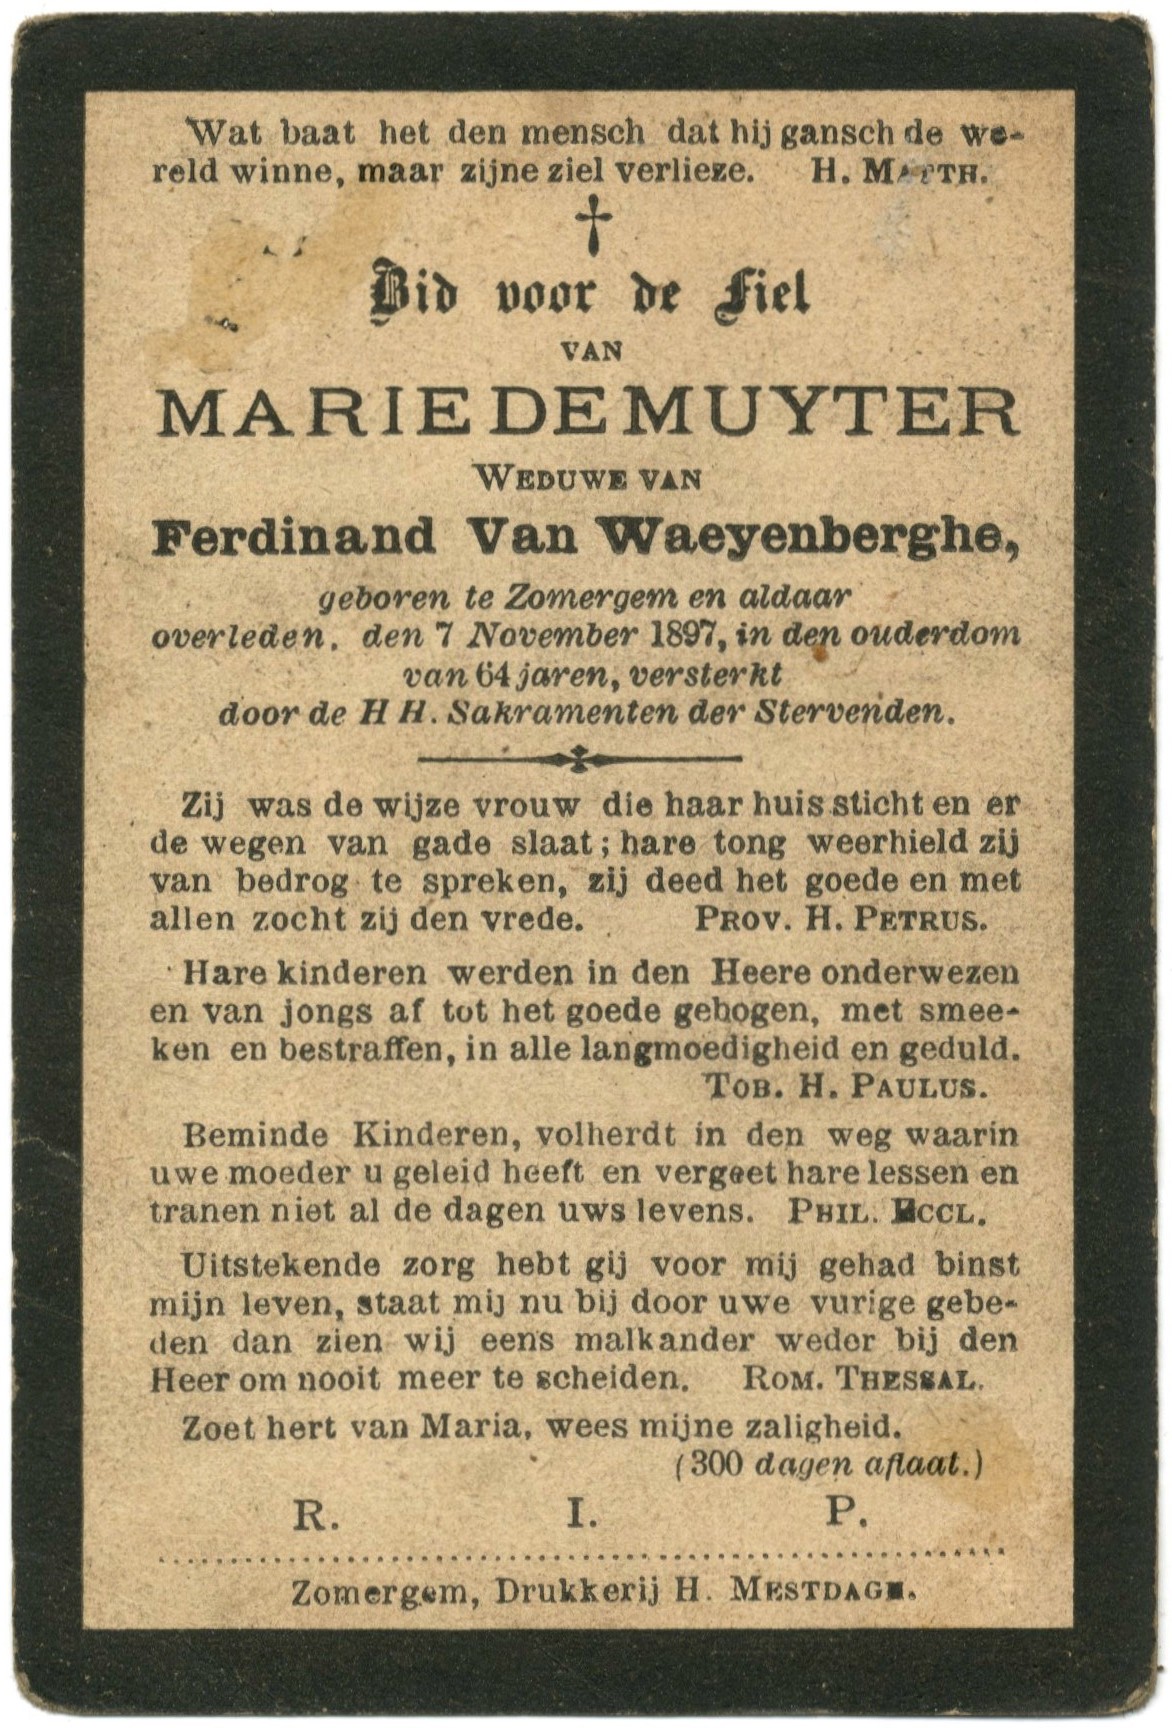 Wat baat het den mensch dat hij gansch de we-
reld winne, maar zijne ziel verlieze. H. MATTH.
Bid voor de Ziel
VAN
MARIE DE MUYTER
WEDUWE VAN
Ferdinand Van Waeyenberghe,
geboren te Zomergem en aldaar
overleden, den 7 November 1897, in den ouderdom
van 64 jaren, versterkt
door de H H. Sakramenten der Stervenden.
Zij was de wijze vrouw die haar huis sticht en er
de wegen van gade slaat; hare tong weerhield zij
van bedrog te spreken, zij deed het goede en met
allen zocht zij den vrede. PROV. H. PETRUS.
Hare kinderen werden in den Heere onderwezen
en van jongs af tot het goede gebogen, met smee-
ken en bestraffen, in alle langmoedigheid en geduld.
TOB. H. PAULUS.
Beminde Kinderen, volherdt in den weg waarin
uwe moeder u geleid heeft en vergeet hare lessen en
tranen niet al de dagen uws levens. PHIL. ECCL.
Uitstekende zorg hebt gij voor mij gehad binst
mijn leven, staat mij nu bij door uwe vurige gebe-
den dan zien wij eens malkander weder bij den
Heer om nooit meer te scheiden. ROM. THESSAL.
Zoet hert van Maria, wees mijne zaligheid.
(300 dagen aflaat.)
R. I. P.
Zomergem, Drukkerij H. MESTDAGH.